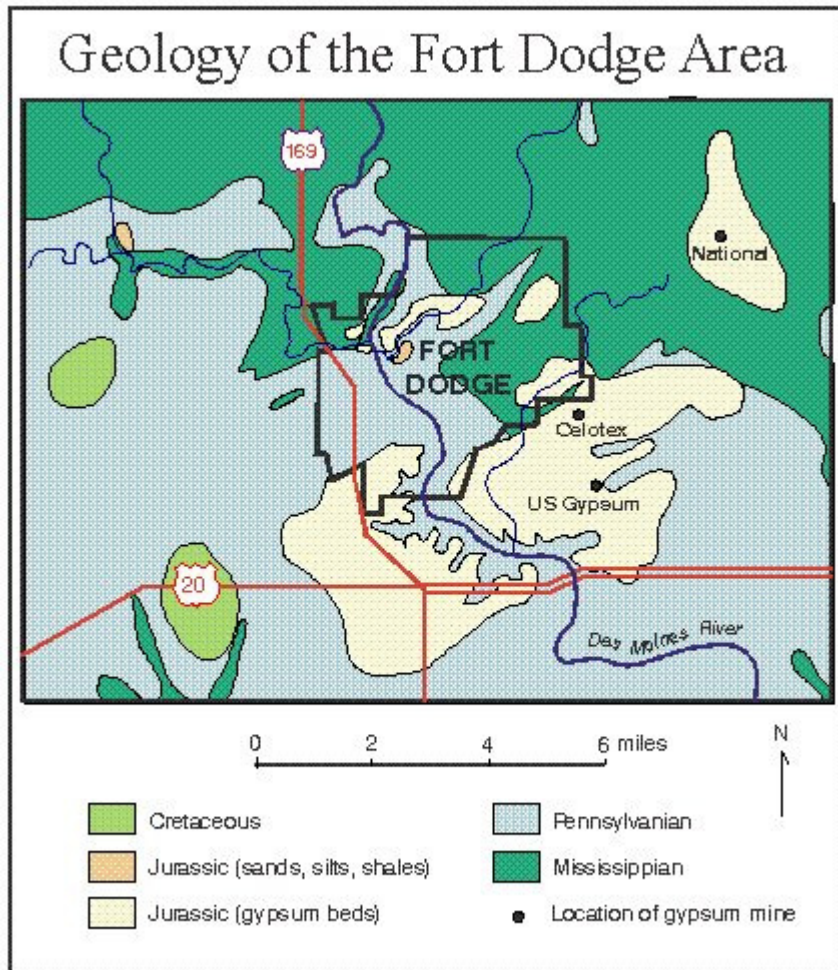 Geology of the Fort Dodge Area
169
National
FORT
DODGE
Celotex
US Gypsum
20
Des Moines River
0 2 4 6 miles
N
Cretaceous
Pennsylvanian
Jurassic (sands, silts, shales)
Mississippian
Jurassic (gypsum beds)
Location of gypsum mine